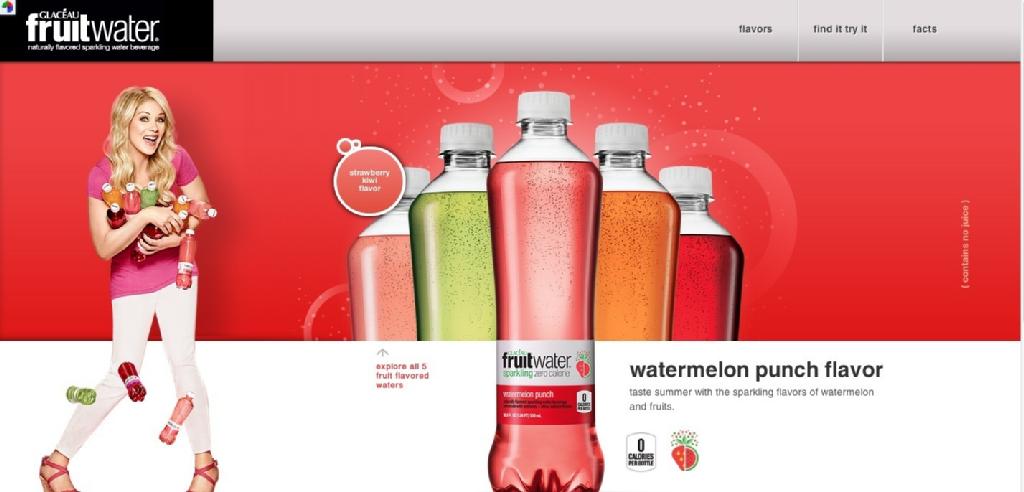 GLACÉAU
fruitwater.
naturally flavored sparkling water beverage
flavors
find it try it
facts
strawberry
kiwi
flavor
{ contains no juice }
explore all 5
fruit flavored
waters
fruitwater.
sparkling zero calorie
watermelon punch
0
CALORIES
PER BOTTLE
watermelon punch flavor
taste summer with the sparkling flavors of watermelon
and fruits.
0
CALORIES
PER BOTTLE